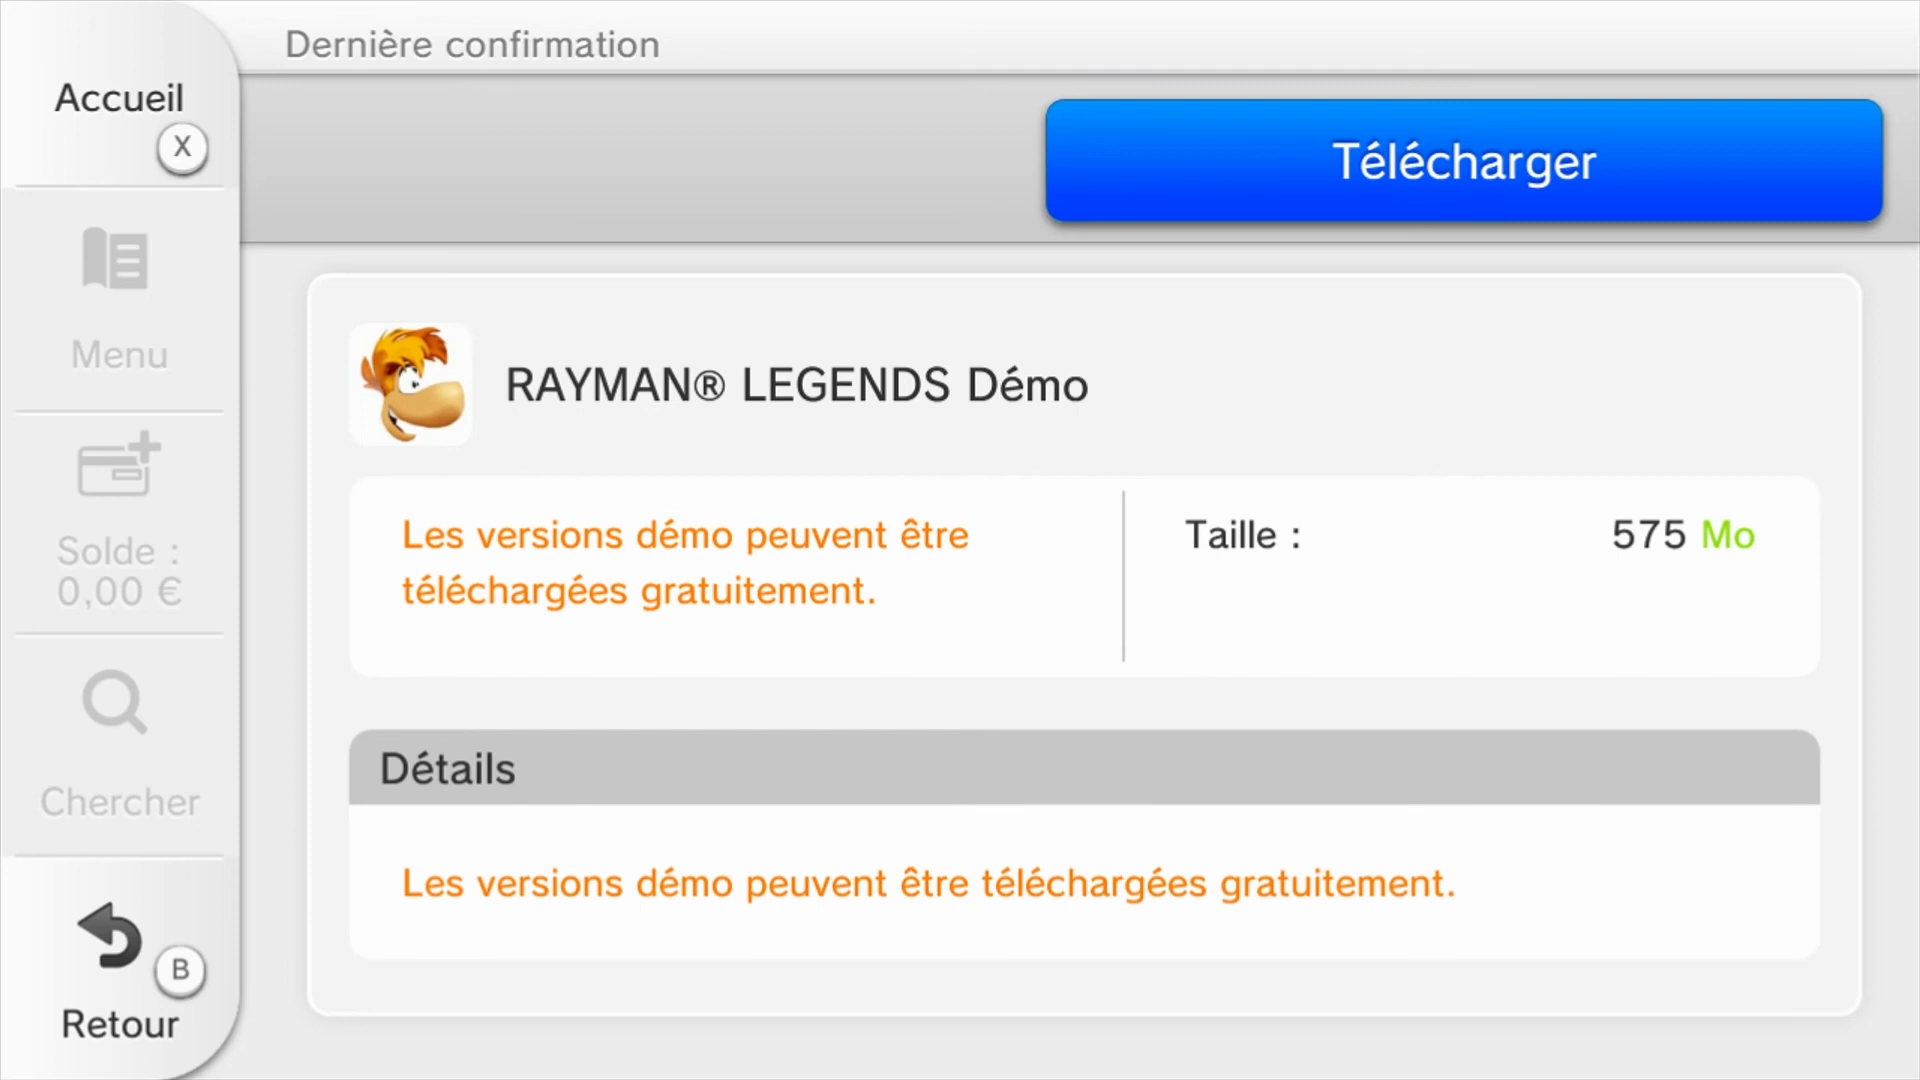 Dernière confirmation
Accueil
X
Télécharger
Menu
RAYMAN® LEGENDS Démo
Solde :
0,00 €
Les versions démo peuvent être
téléchargées gratuitement.
Taille : 575 Mo
Chercher
Détails
Les versions démo peuvent être téléchargées gratuitement.
B
Retour